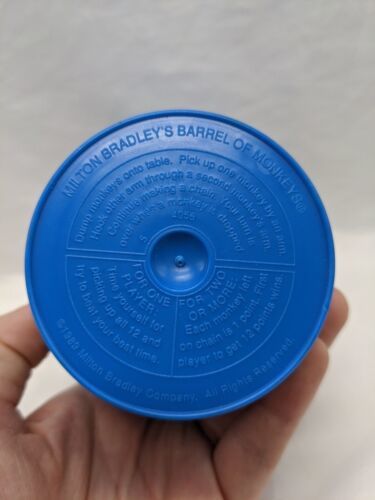 MILTON BRADLEY'S BARREL OF MONKEYS®
Dump monkeys onto table. Pick up one monkey by an arm.
Hook other arm through a second monkey's arm.
Continue making a chain. Your turn is
over when a monkey is dropped.
4055
FOR ONE
PLAYER:
Time yourself for
picking up all 12 and
try to beat your best time.
FOR TWO
OR MORE:
Each monkey left
on chain is 1 point. First
player to get 12 points wins.
Milton Bradley Company. All Rights Reserved.